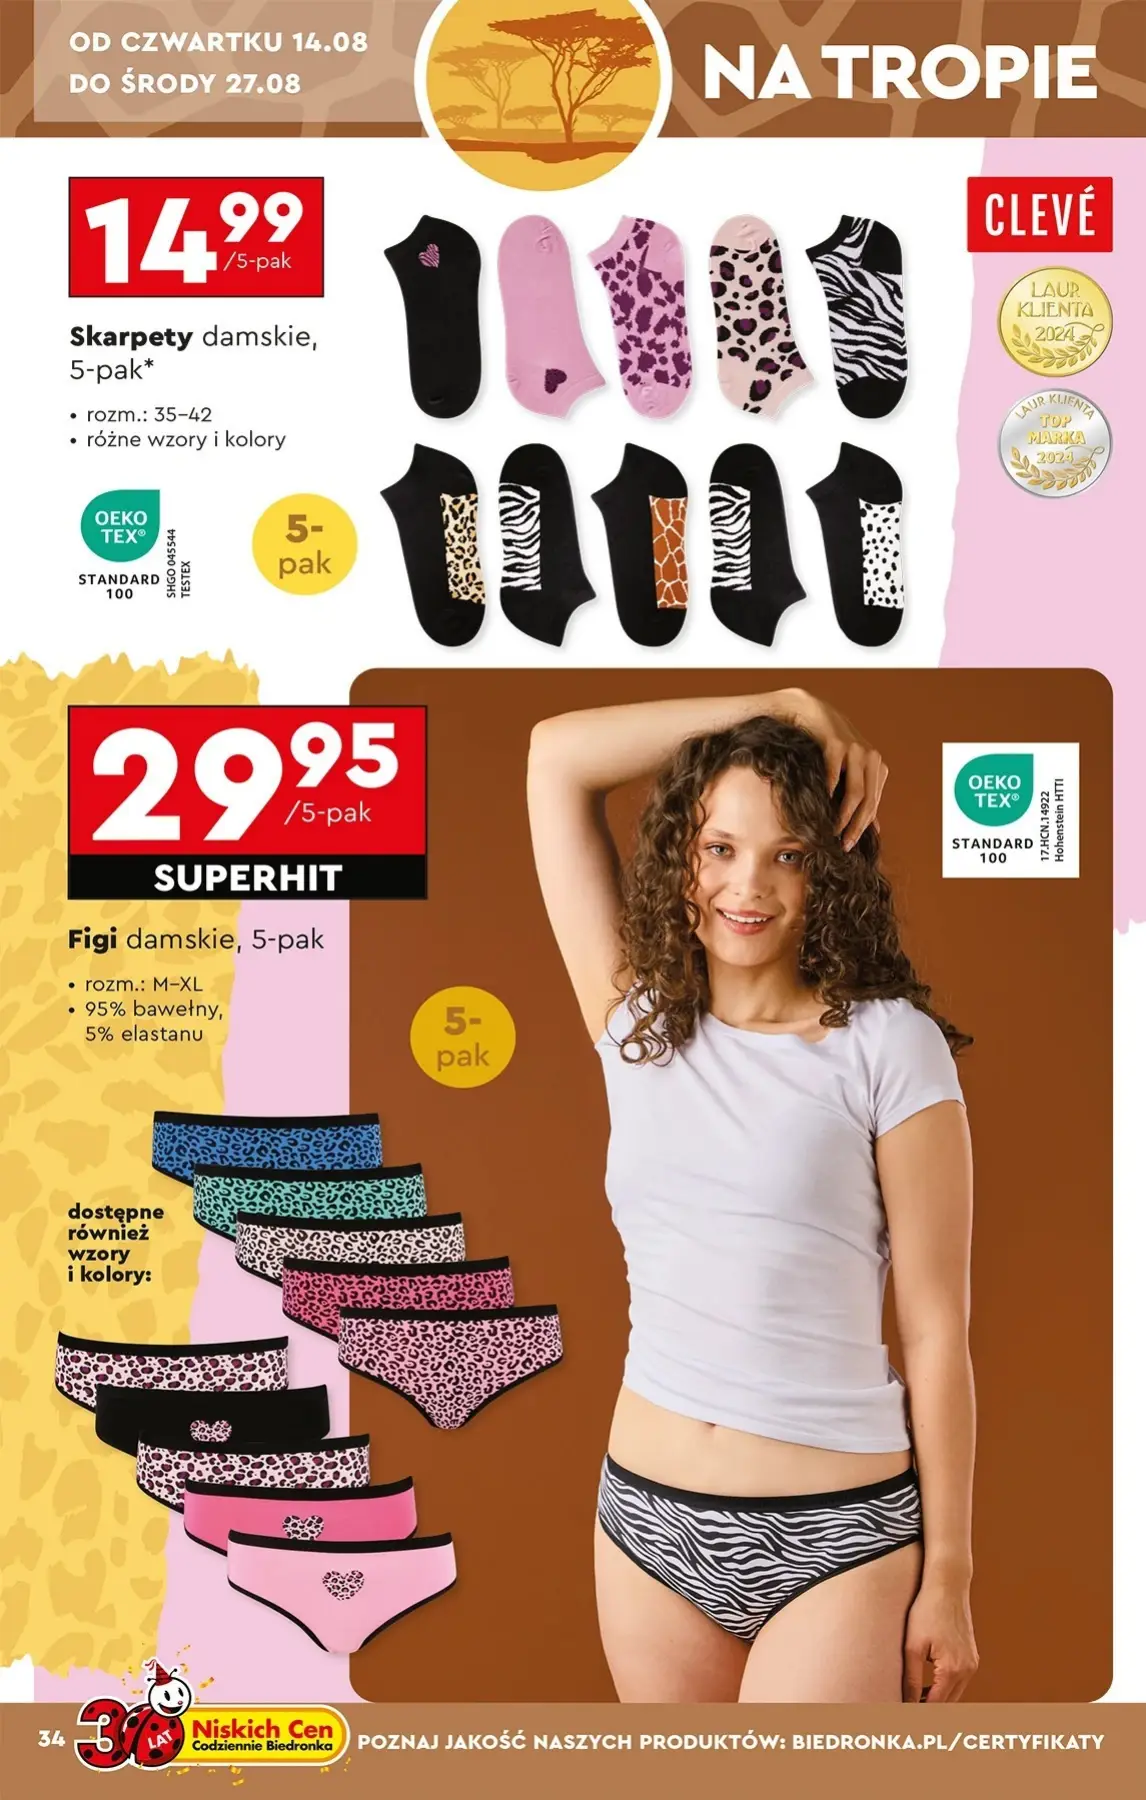 OD CZWARTKU 14.08
DO ŚRODY 27.08
NA TROPIE
14 99
/5-pak
CLEVÉ
LAUR
KLIENTA
2024
LAUR KLIENTA
TOP
MARKA
2024
Skarpety damskie,
5-pak*
• rozm.: 35–42
• różne wzory i kolory
OEKO
TEX®
STANDARD
100
SHGO 045544
TESTEX
5-
pak
29 95
/5-pak
SUPERHIT
Figi damskie, 5-pak
• rozm.: M–XL
• 95% bawełny,
5% elastanu
5-
pak
OEKO
TEX®
STANDARD
100
17.HCN.14922
Hohenstein HTTI
dostępne
również
wzory
i kolory:
34
30
LAT
Niskich Cen
Codziennie Biedronka
POZNAJ JAKOŚĆ NASZYCH PRODUKTÓW: BIEDRONKA.PL/CERTYFIKATY